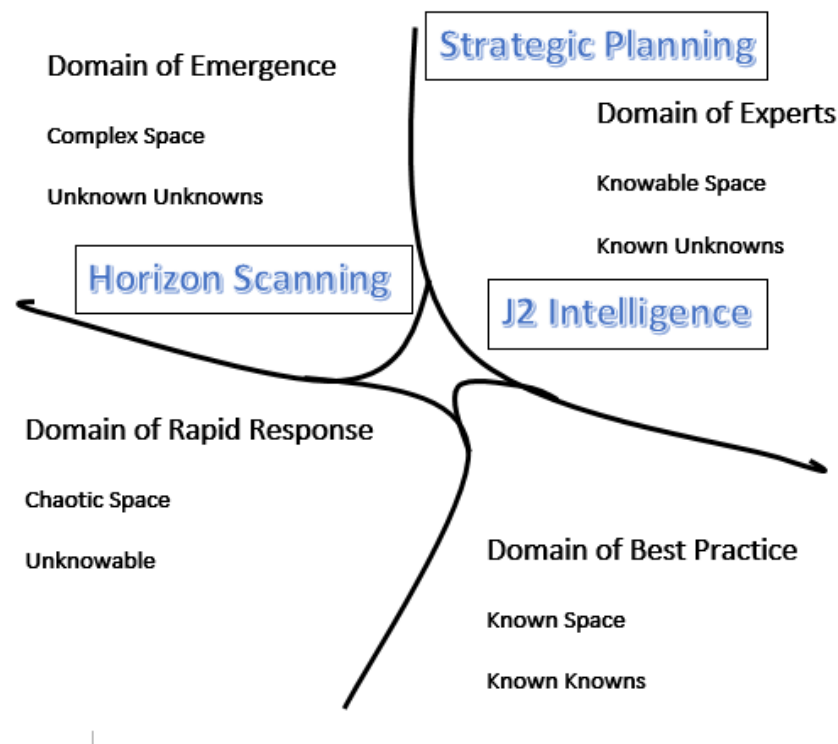 Strategic Planning
Domain of Emergence
Complex Space
Unknown Unknowns
Horizon Scanning
Domain of Experts
Knowable Space
Known Unknowns
J2 Intelligence
Domain of Rapid Response
Chaotic Space
Unknowable
Domain of Best Practice
Known Space
Known Knowns